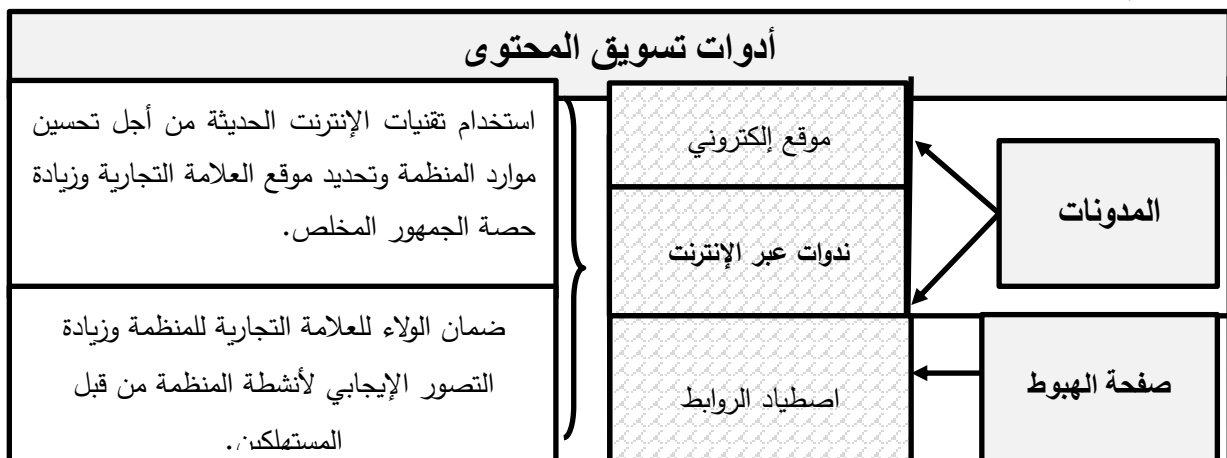 أدوات تسويق المحتوى
المدونات
صفحة الهبوط
موقع إلكتروني
ندوات عبر الإنترنت
اصطياد الروابط
استخدام تقنيات الإنترنت الحديثة من أجل تحسين
موارد المنظمة وتحديد موقع العلامة التجارية وزيادة
حصة الجمهور المخلص.
ضمان الولاء للعلامة التجارية للمنظمة وزيادة
التصور الإيجابي لأنشطة المنظمة من قبل
المستهلكين.